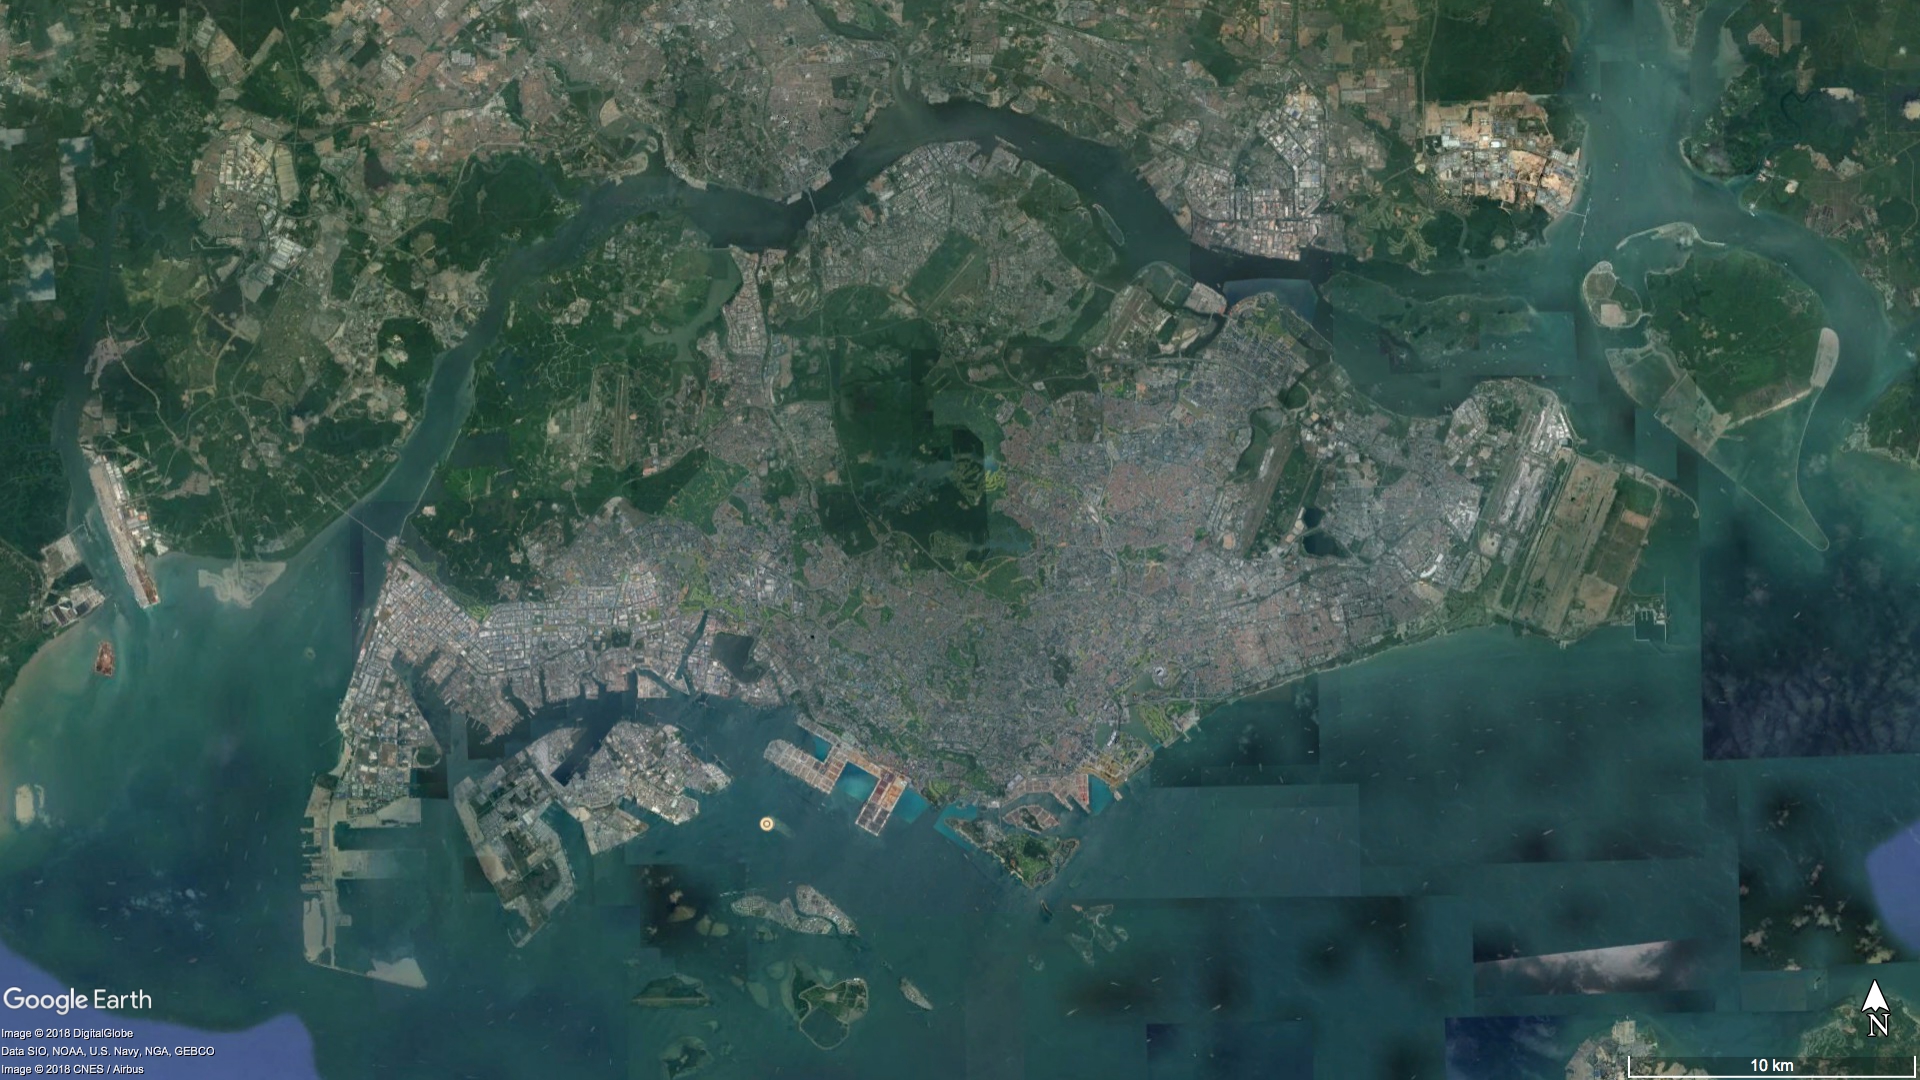 Google Earth
Image © 2018 DigitalGlobe
Data SIO, NOAA, U.S. Navy, NGA, GEBCO
Image © 2018 CNES / Airbus
N
10 km